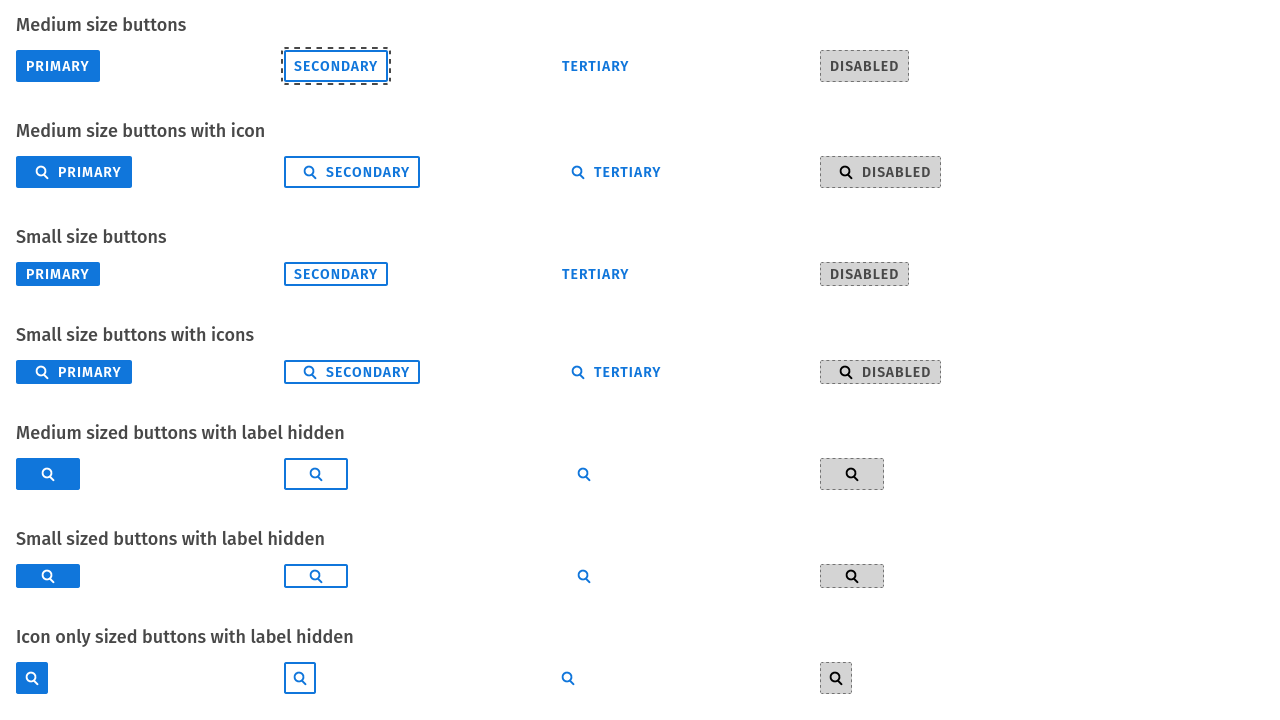 Medium size buttons
PRIMARY SECONDARY TERTIARY DISABLED
Medium size buttons with icon
PRIMARY SECONDARY TERTIARY DISABLED
Small size buttons
PRIMARY SECONDARY TERTIARY DISABLED
Small size buttons with icons
PRIMARY SECONDARY TERTIARY DISABLED
Medium sized buttons with label hidden
Small sized buttons with label hidden
Icon only sized buttons with label hidden